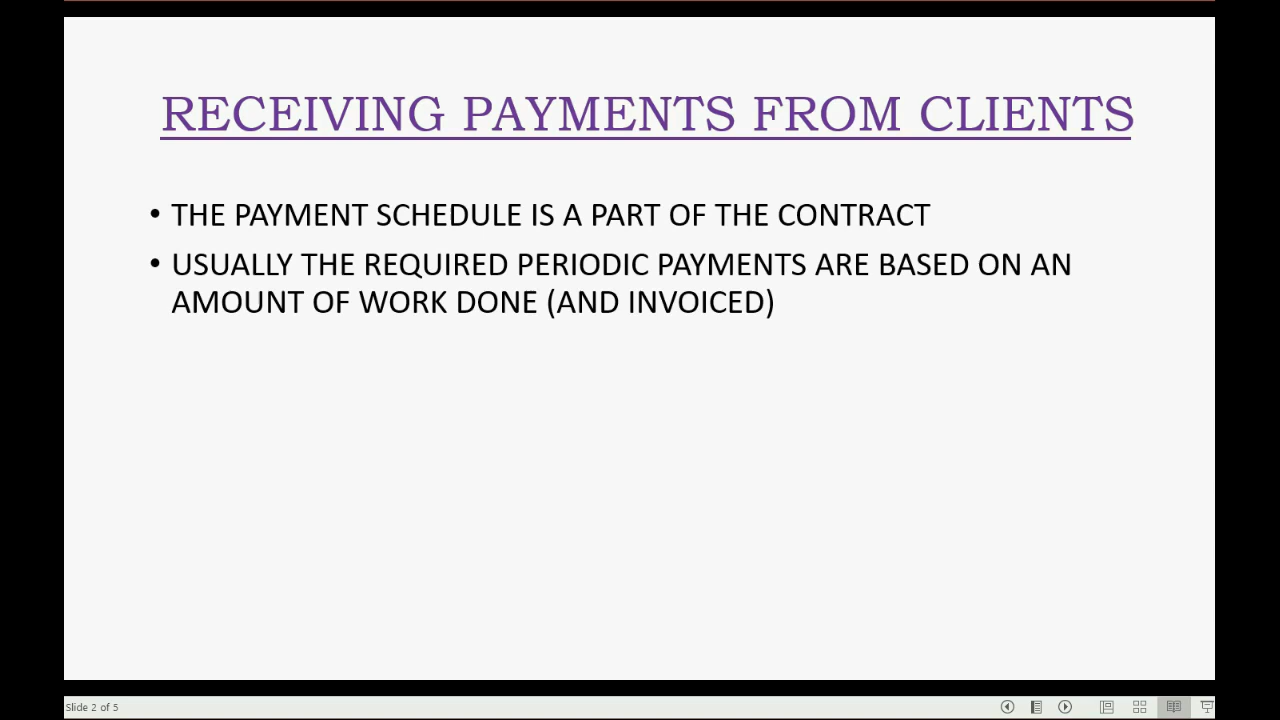 RECEIVING PAYMENTS FROM CLIENTS
• THE PAYMENT SCHEDULE IS A PART OF THE CONTRACT
• USUALLY THE REQUIRED PERIODIC PAYMENTS ARE BASED ON AN
AMOUNT OF WORK DONE (AND INVOICED)
Slide 2 of 5